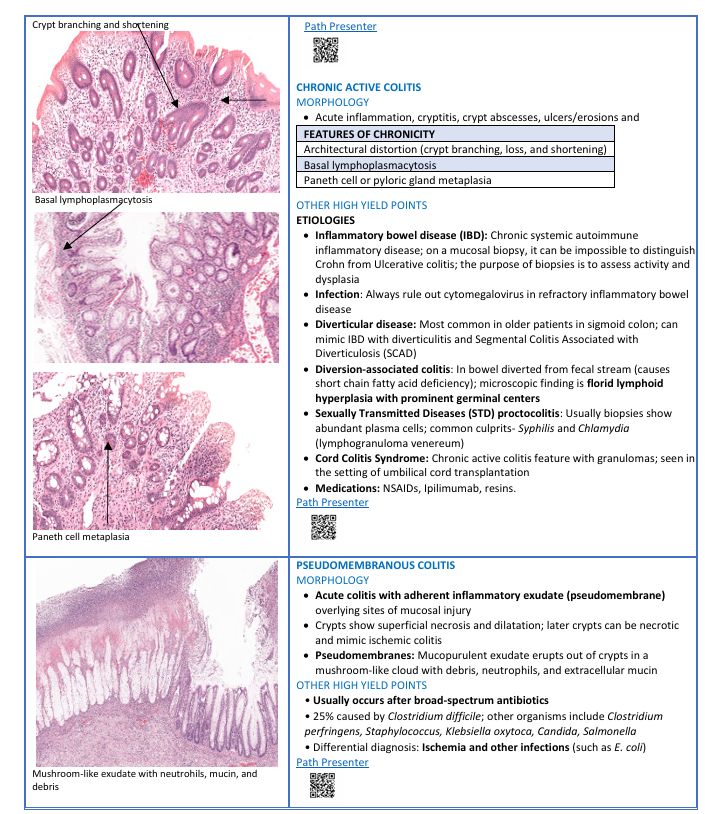 Crypt branching and shortening
Basal lymphoplasmacytosis
Paneth cell metaplasia
Path Presenter
CHRONIC ACTIVE COLITIS
MORPHOLOGY
• Acute inflammation, cryptitis, crypt abscesses, ulcers/erosions and
FEATURES OF CHRONICITY
Architectural distortion (crypt branching, loss, and shortening)
Basal lymphoplasmacytosis
Paneth cell or pyloric gland metaplasia
OTHER HIGH YIELD POINTS
ETIOLOGIES
• Inflammatory bowel disease (IBD): Chronic systemic autoimmune
inflammatory disease; on a mucosal biopsy, it can be impossible to distinguish
Crohn from Ulcerative colitis; the purpose of biopsies is to assess activity and
dysplasia
• Infection: Always rule out cytomegalovirus in refractory inflammatory bowel
disease
• Diverticular disease: Most common in older patients in sigmoid colon; can
mimic IBD with diverticulitis and Segmental Colitis Associated with
Diverticulosis (SCAD)
• Diversion-associated colitis: In bowel diverted from fecal stream (causes
short chain fatty acid deficiency); microscopic finding is florid lymphoid
hyperplasia with prominent germinal centers
• Sexually Transmitted Diseases (STD) proctocolitis: Usually biopsies show
abundant plasma cells; common culprits- Syphilis and Chlamydia
(lymphogranuloma venereum)
• Cord Colitis Syndrome: Chronic active colitis feature with granulomas; seen in
the setting of umbilical cord transplantation
• Medications: NSAIDs, Ipilimumab, resins.
Path Presenter
Mushroom-like exudate with neutrohils, mucin, and
debris
PSEUDOMEMBRANOUS COLITIS
MORPHOLOGY
• Acute colitis with adherent inflammatory exudate (pseudomembrane)
overlying sites of mucosal injury
• Crypts show superficial necrosis and dilatation; later crypts can be necrotic
and mimic ischemic colitis
• Pseudomembranes: Mucopurulent exudate erupts out of crypts in a
mushroom-like cloud with debris, neutrophils, and extracellular mucin
OTHER HIGH YIELD POINTS
• Usually occurs after broad-spectrum antibiotics
• 25% caused by Clostridium difficile; other organisms include Clostridium
perfringens, Staphylococcus, Klebsiella oxytoca, Candida, Salmonella
• Differential diagnosis: Ischemia and other infections (such as E. coli)
Path Presenter